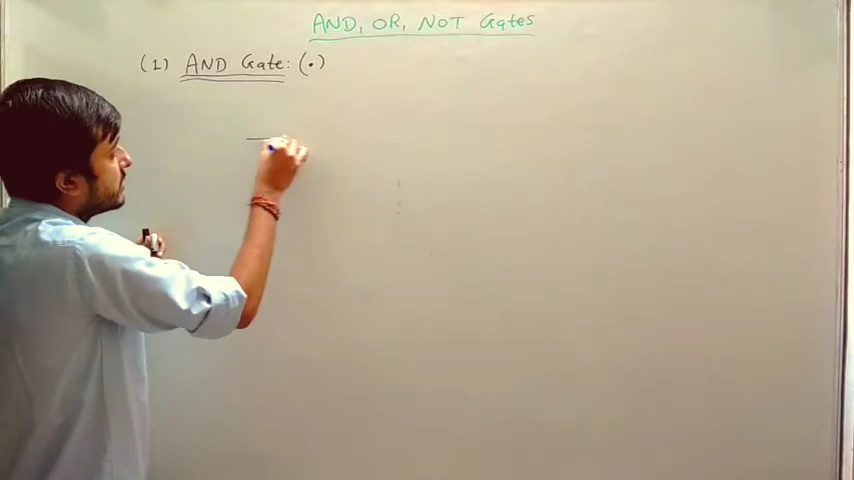 AND, OR, NOT Gates
(1) AND Gate: (•)